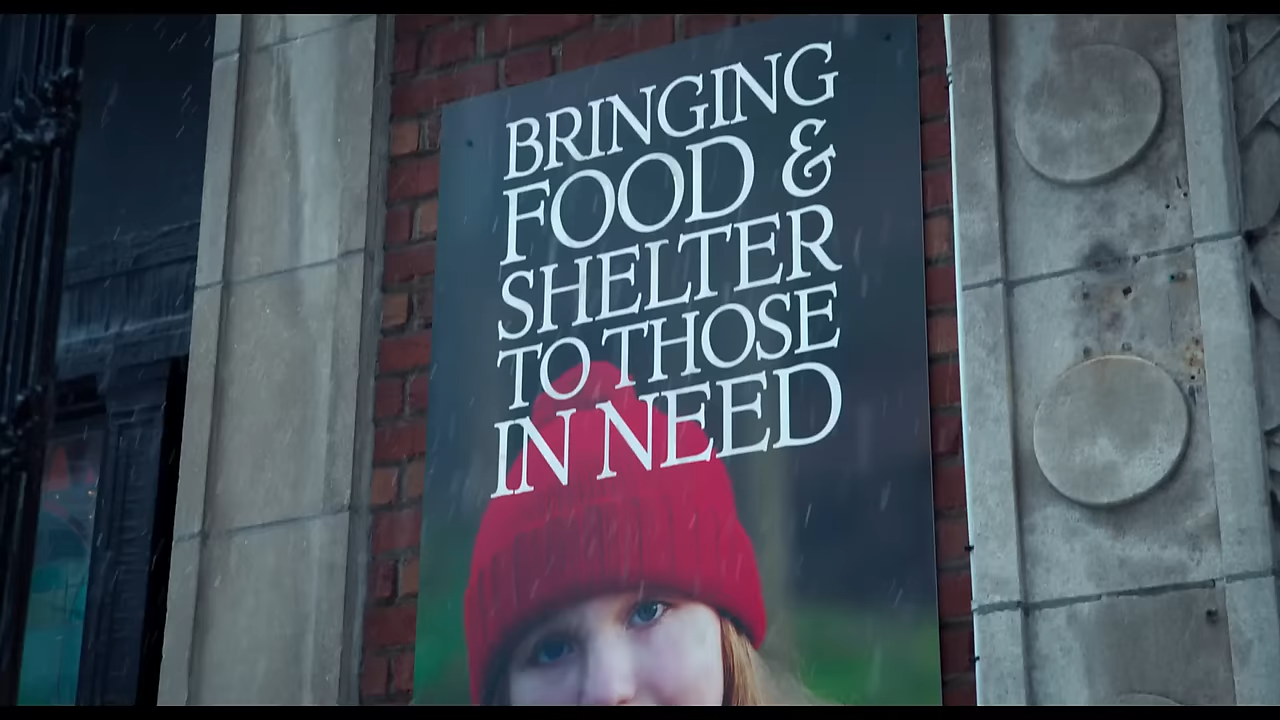 BRINGING
FOOD &
SHELTER
TO THOSE
IN NEED